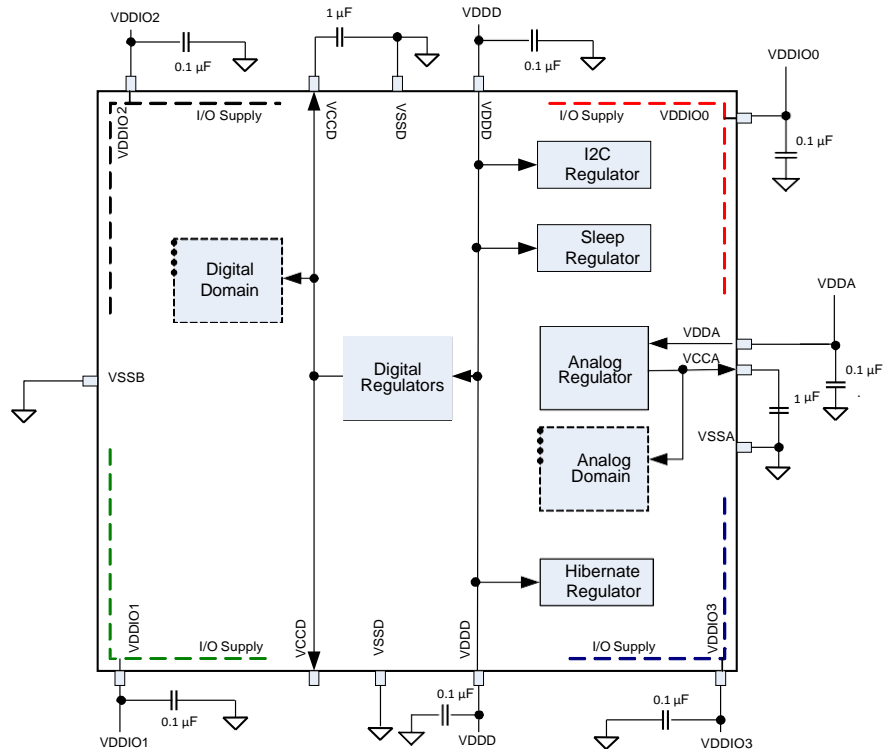 VDDIO2
1 µF
VDDD
0.1 µF
0.1 µF
VDDIO0
0.1 µF
VDDIO2
I/O Supply
VCCD
VSSD
VDDD
I/O Supply
VDDIO0
I2C
Regulator
Sleep
Regulator
Digital
Domain
VDDA
VDDA
VCCA
Analog
Regulator
Digital
Regulators
0.1 µF
1 µF
.
VSSB
VSSA
Analog
Domain
Hibernate
Regulator
VDDIO1
I/O Supply
VCCD
VSSD
VDDD
I/O Supply
VDDIO3
0.1 µF
0.1 µF
0.1 µF
VDDIO1
VDDD
VDDIO3